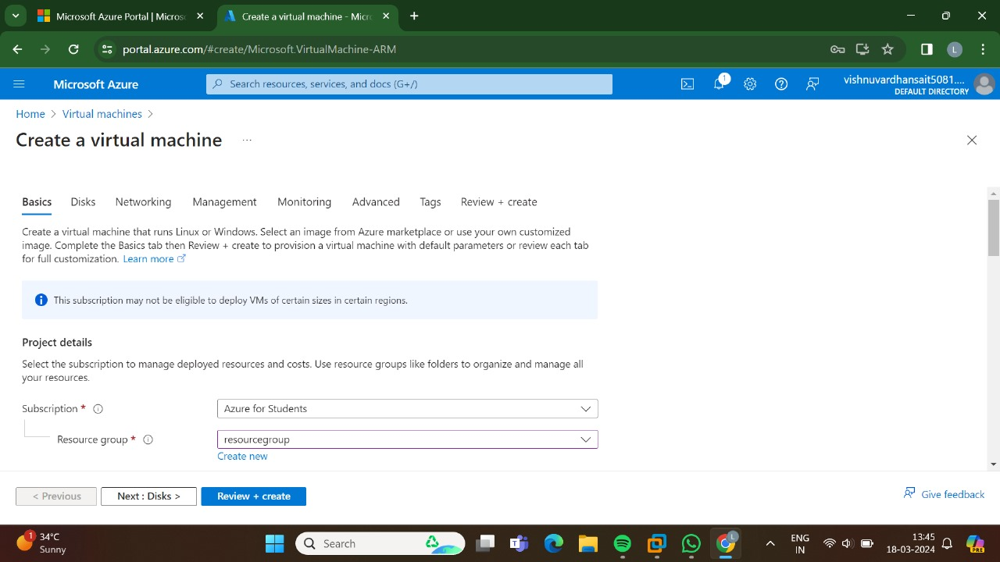 Microsoft Azure Portal | Micros
Create a virtual machine - Micr
portal.azure.com/#create/Microsoft.VirtualMachine-ARM
L
Microsoft Azure
Search resources, services, and docs (G+/)
1
vishnuvardhansait5081....
DEFAULT DIRECTORY
Home > Virtual machines >
Create a virtual machine ...
Basics Disks Networking Management Monitoring Advanced Tags Review + create
Create a virtual machine that runs Linux or Windows. Select an image from Azure marketplace or use your own customized
image. Complete the Basics tab then Review + create to provision a virtual machine with default parameters or review each tab
for full customization. Learn more
This subscription may not be eligible to deploy VMs of certain sizes in certain regions.
Project details
Select the subscription to manage deployed resources and costs. Use resource groups like folders to organize and manage all
your resources.
Subscription * Azure for Students
Resource group * resourcegroup
Create new
< Previous Next : Disks > Review + create Give feedback
1
34°C
Sunny
Search
L
ENG
IN
13:45
18-03-2024
PRE